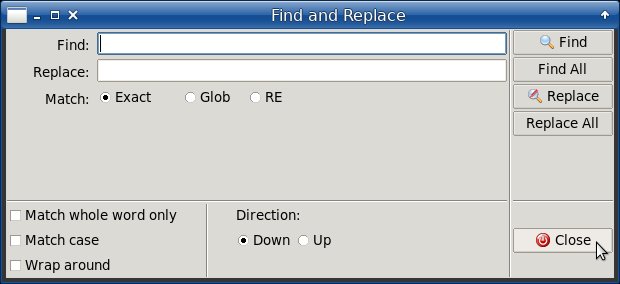 Find and Replace
Find:
Find
Replace:
Find All
Match: Exact Glob RE
Replace
Replace All
Match whole word only
Direction:
Match case
Down Up
Close
Wrap around